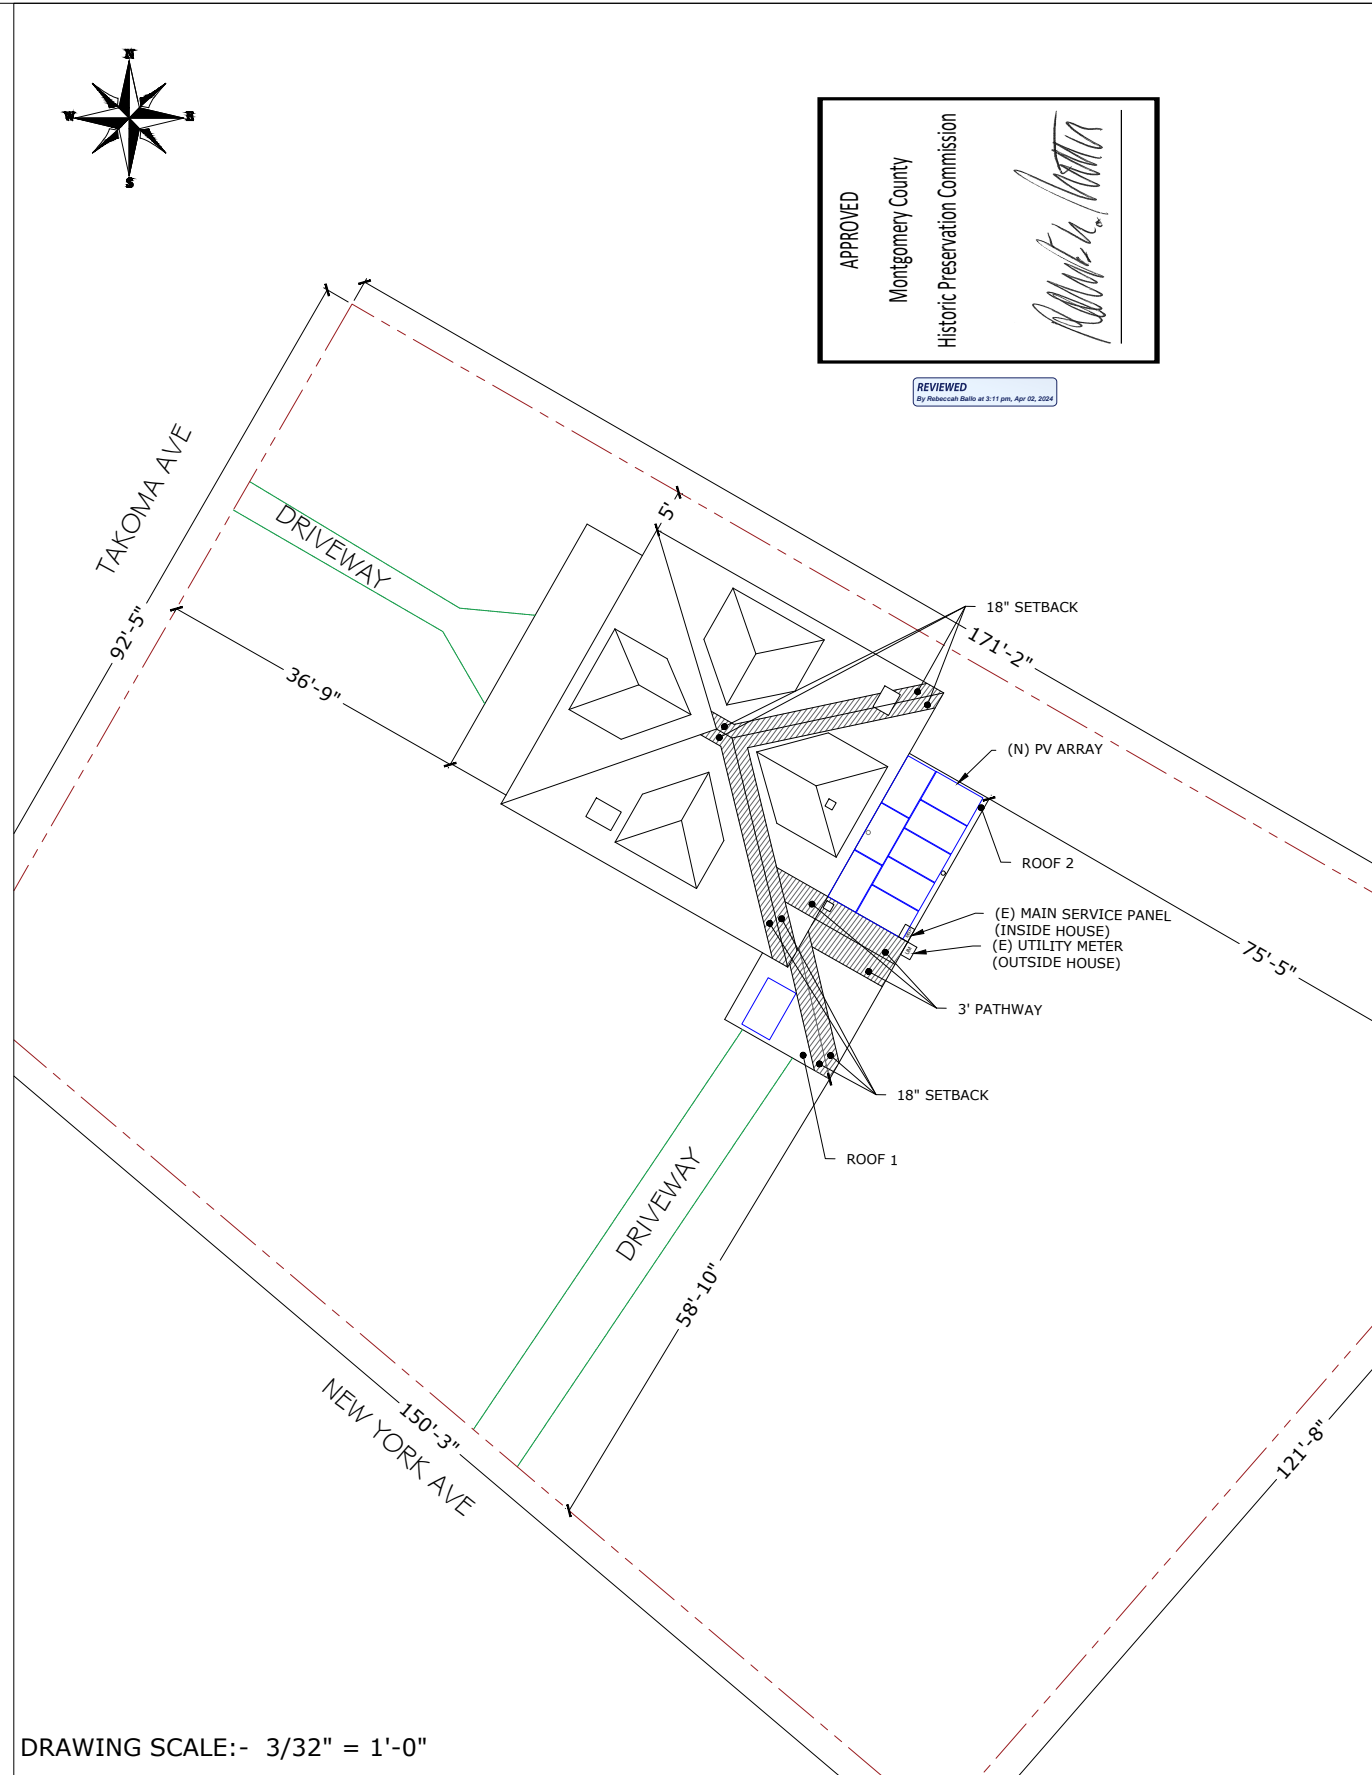 N
W
E
S
APPROVED
Montgomery County
Historic Preservation Commission
REVIEWED
By Rebeccah Ballo at 3:11 pm, Apr 02, 2024
TAKOMA AVE
92'-5"
DRIVEWAY
36'-9"
5'
18" SETBACK
171'-2"
(N) PV ARRAY
ROOF 2
(E) MAIN SERVICE PANEL
(INSIDE HOUSE)
(E) UTILITY METER
(OUTSIDE HOUSE)
75'-5"
3' PATHWAY
18" SETBACK
ROOF 1
DRIVEWAY
58'-10"
150'-3"
NEW YORK AVE
121'-8"
DRAWING SCALE:- 3/32" = 1'-0"